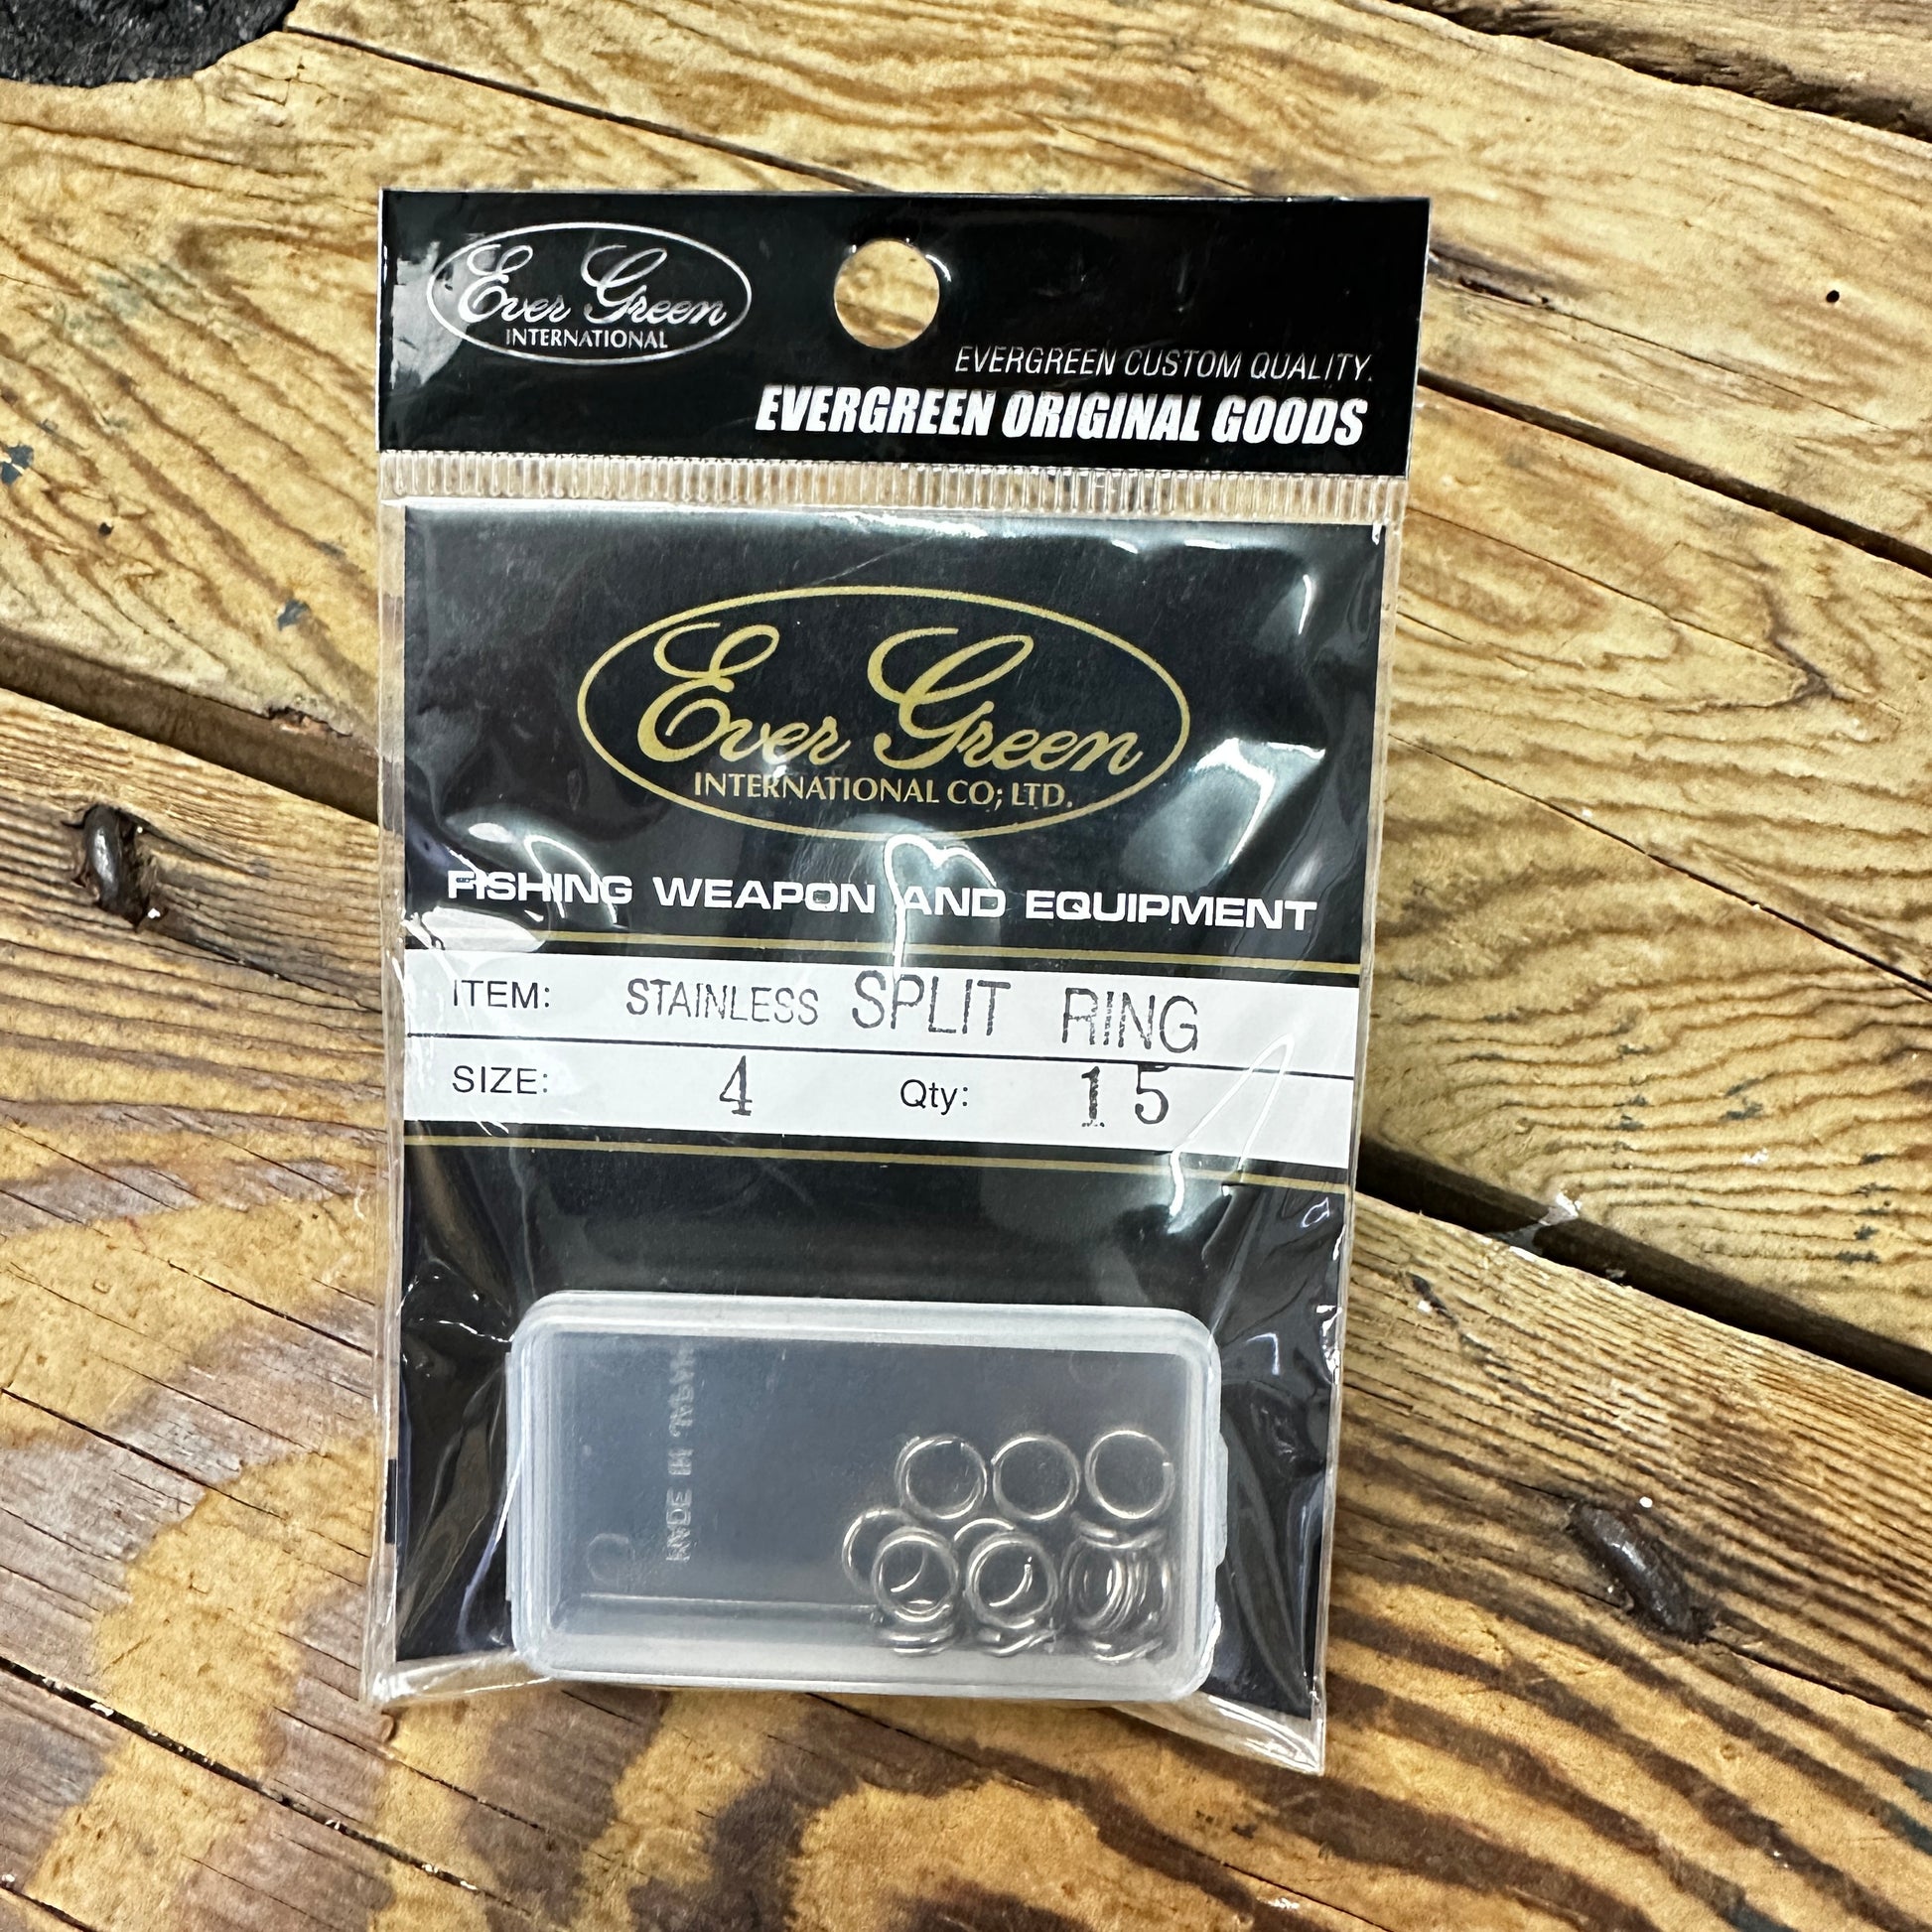 Ever Green
INTERNATIONAL
EVERGREEN CUSTOM QUALITY.
EVERGREEN ORIGINAL GOODS
Ever Green
INTERNATIONAL CO; LTD.
FISHING WEAPON AND EQUIPMENT
ITEM: STAINLESS SPLIT RING
SIZE: 4 Qty: 15
MADE IN JAPAN